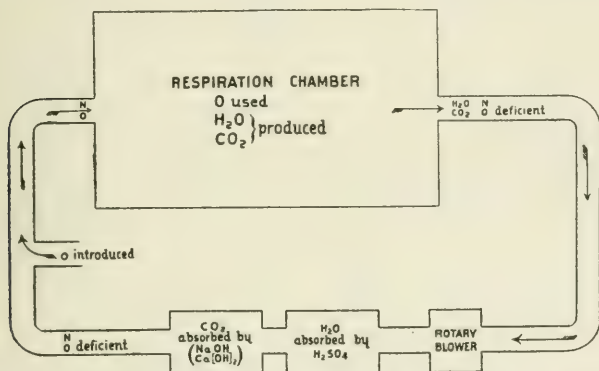 RESPIRATION CHAMBER
O used
H₂O
CO₂
} produced
N
O
H₂O N
CO₂ O deficient
O introduced
N
O deficient
CO₂
absorbed by
(NaOH
Ca[OH]₂)
H₂O
absorbed by
H₂SO₄
ROTARY
BLOWER